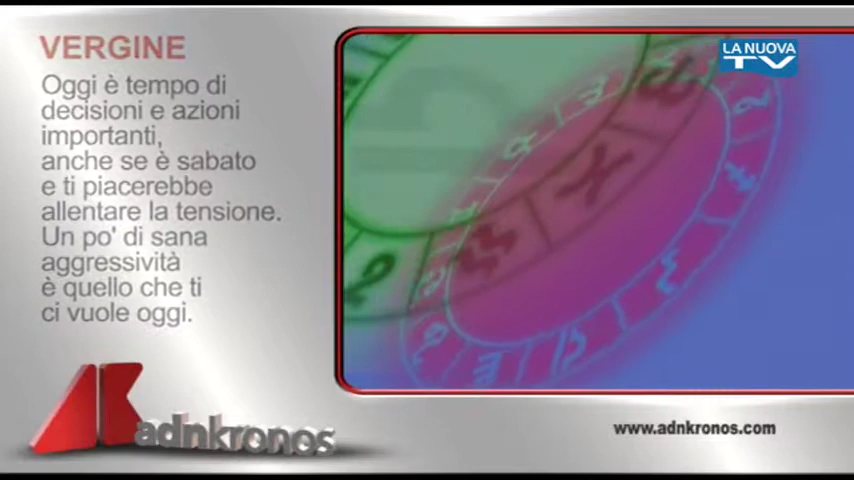 VERGINE
Oggi è tempo di
decisioni e azioni
importanti,
anche se è sabato
e ti piacerebbe
allentare la tensione.
Un po' di sana
aggressività
è quello che ti
ci vuole oggi.
LA NUOVA
TV
adnkronos
www.adnkronos.com